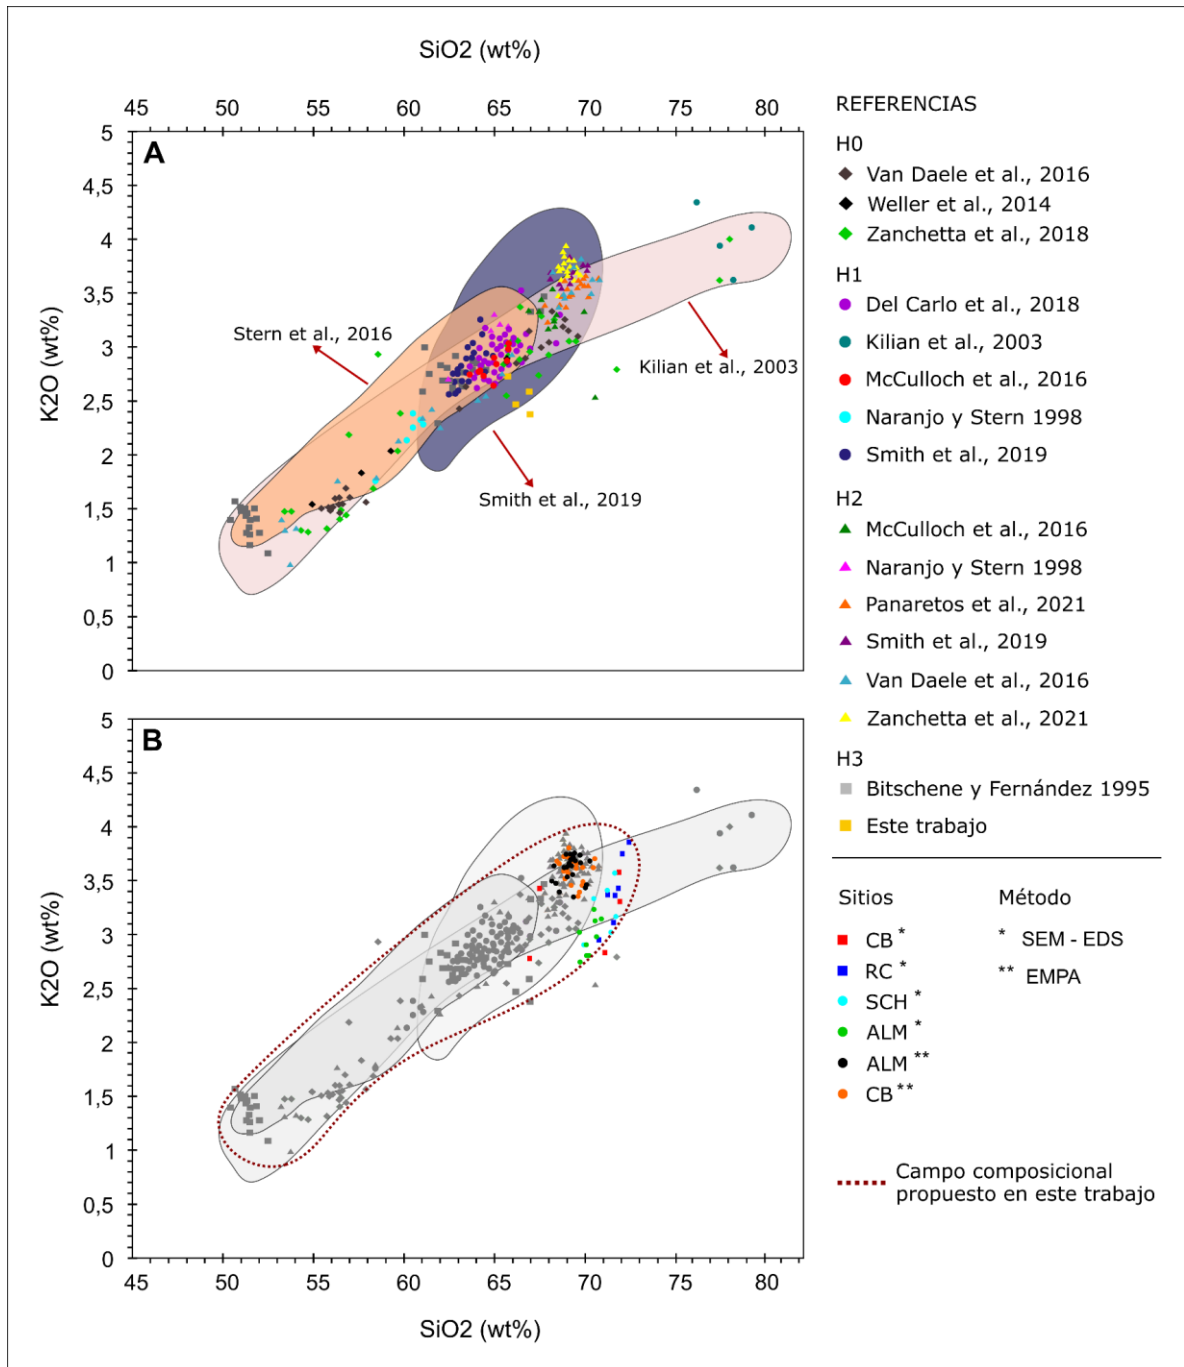 SiO2 (wt%)
45 50 55 60 65 70 75 80
A
5
4,5
4
3,5
3
2,5
2
1,5
1
0,5
0
K2O (wt%)
Stern et al., 2016
Kilian et al., 2003
Smith et al., 2019
B
5
4,5
4
3,5
3
2,5
2
1,5
1
0,5
0
K2O (wt%)
45 50 55 60 65 70 75 80
SiO2 (wt%)
REFERENCIAS
H0
Van Daele et al., 2016
Weller et al., 2014
Zanchetta et al., 2018
H1
Del Carlo et al., 2018
Kilian et al., 2003
McCulloch et al., 2016
Naranjo y Stern 1998
Smith et al., 2019
H2
McCulloch et al., 2016
Naranjo y Stern 1998
Panaretos et al., 2021
Smith et al., 2019
Van Daele et al., 2016
Zanchetta et al., 2021
H3
Bitschene y Fernández 1995
Este trabajo
Sitios Método
CB * * SEM - EDS
RC * ** EMPA
SCH *
ALM *
ALM **
CB **
Campo composicional
propuesto en este trabajo